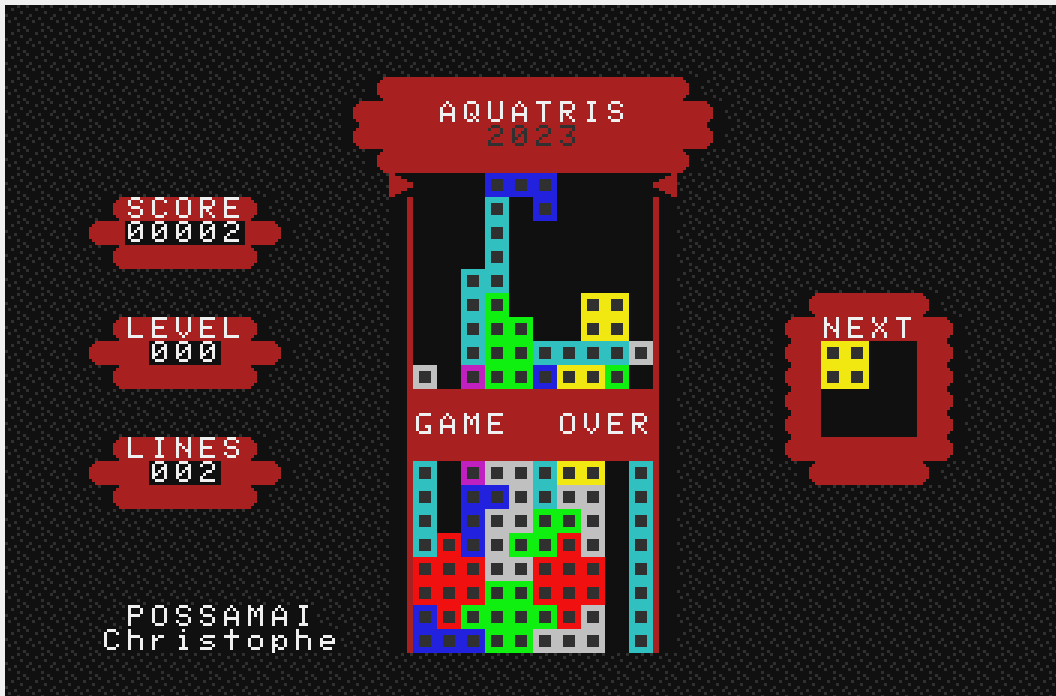 AQUATRIS
2023
SCORE
00002
LEVEL
000
NEXT
GAME OVER
LINES
002
POSSAMAI
Christophe